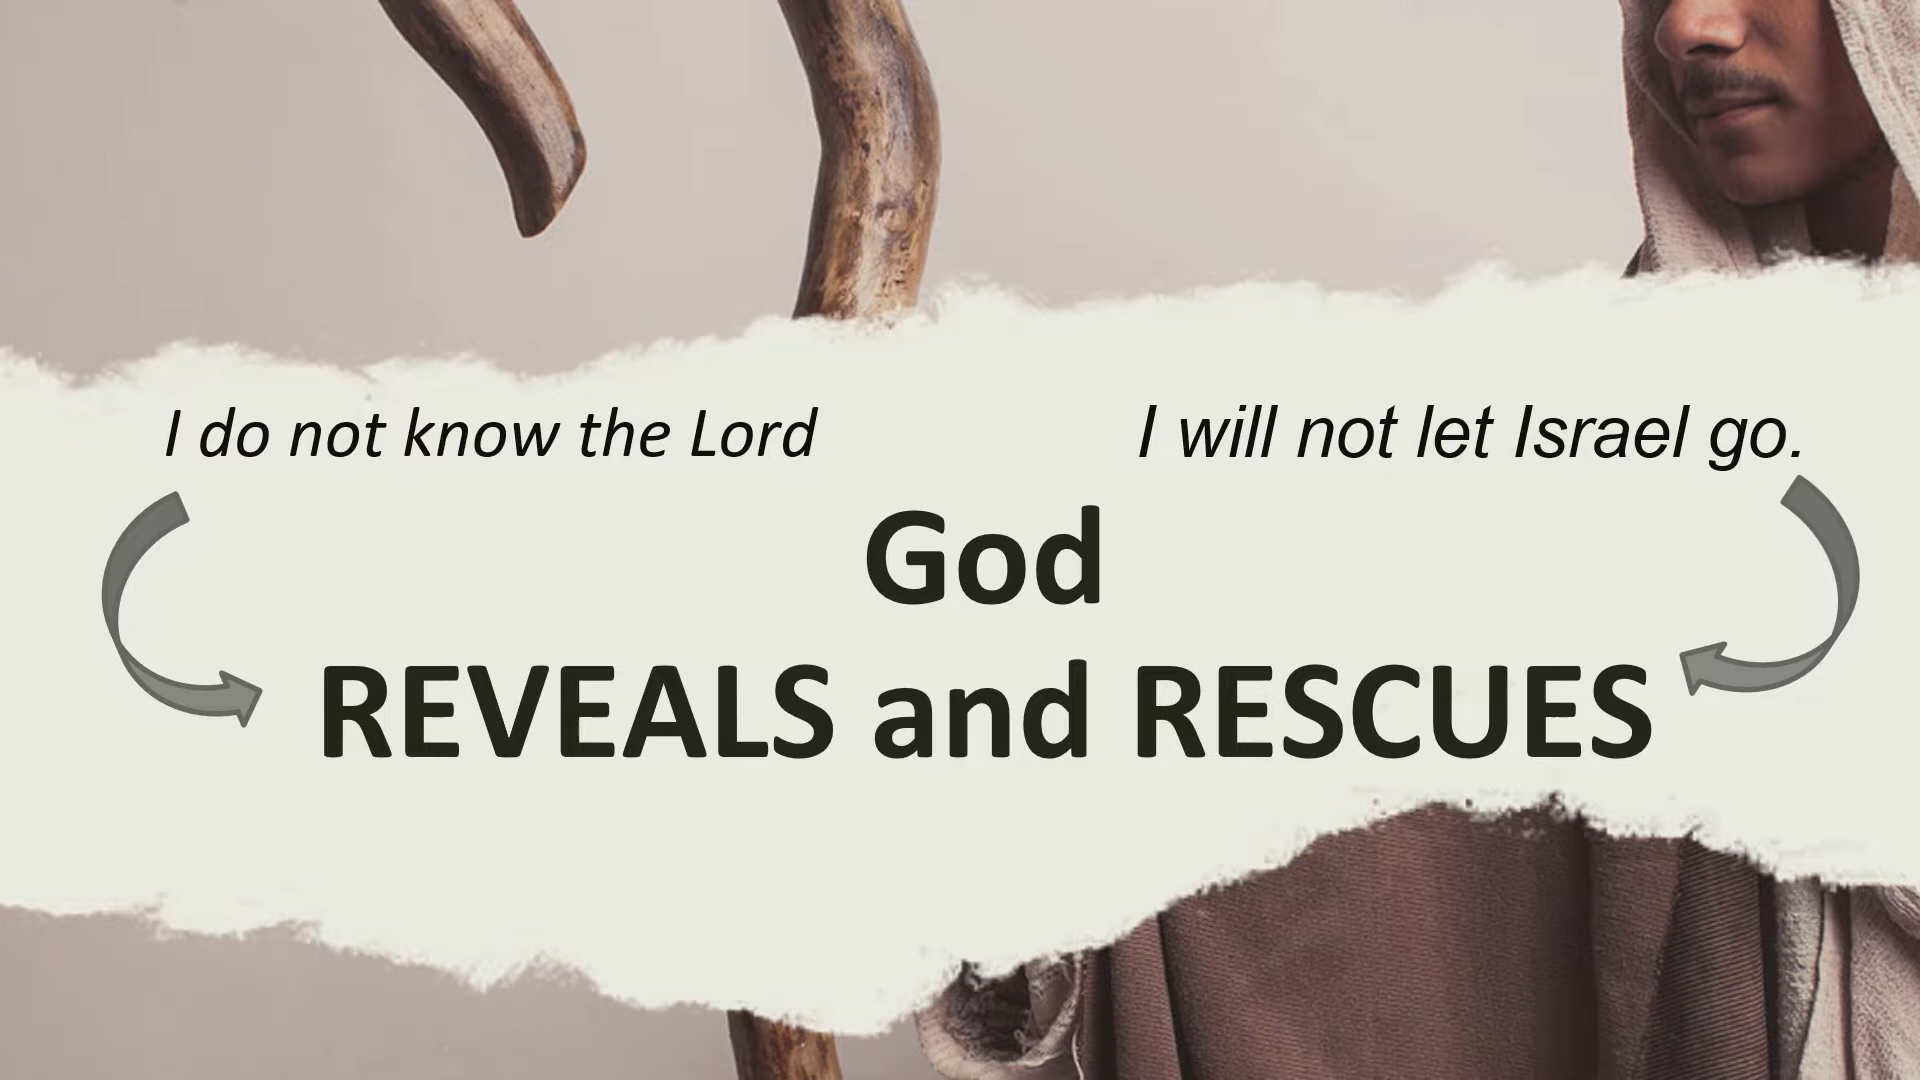 I do not know the Lord
I will not let Israel go.
God
REVEALS and RESCUES